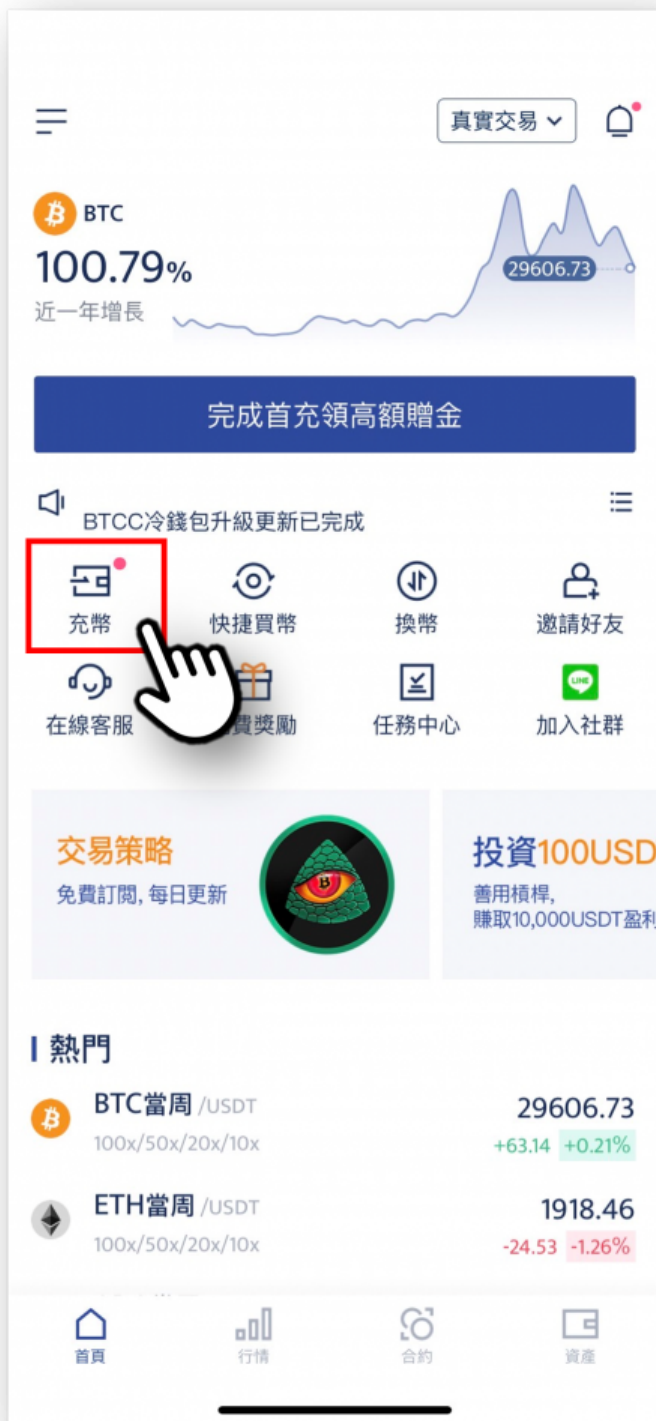 真實交易
BTC
100.79%
近一年增長
29606.73
完成首充領高額贈金
BTCC冷錢包升級更新已完成
充幣
快捷買幣
換幣
邀請好友
在線客服
費獎勵
任務中心
LINE
加入社群
交易策略
免費訂閱, 每日更新
投資100USD
善用槓桿,
賺取10,000USDT盈利
熱門
BTC當周 /USDT
29606.73
100x/50x/20x/10x
+63.14 +0.21%
ETH當周 /USDT
1918.46
100x/50x/20x/10x
-24.53 -1.26%
首頁
行情
合約
資產